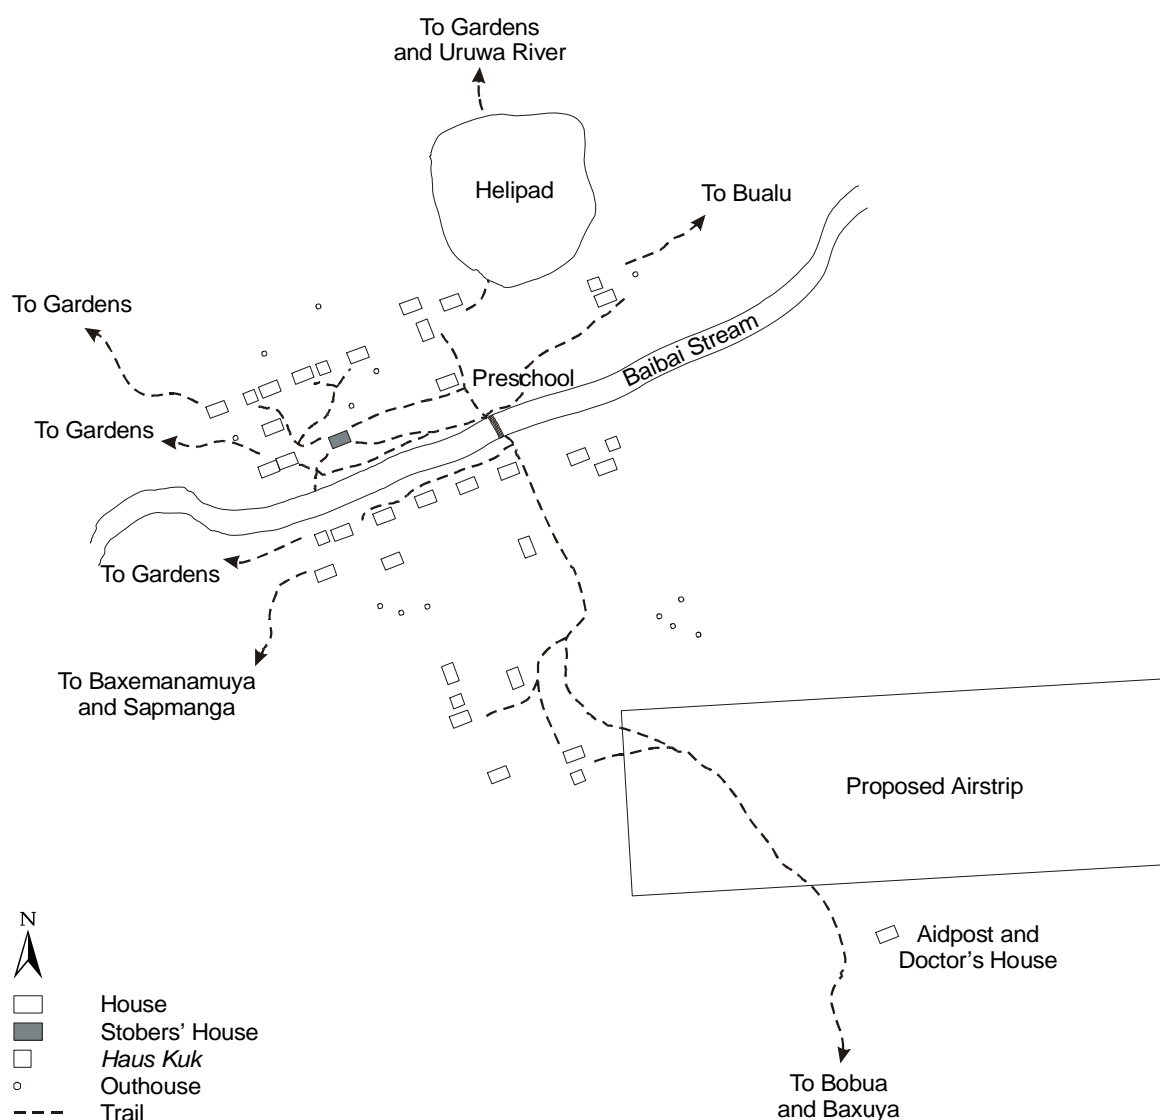 To Gardens
and Uruwa River
Helipad
To Bualu
To Gardens
Baibai Stream
Preschool
To Gardens
To Gardens
To Baxemanamuya
and Sapmanga
Proposed Airstrip
Aidpost and
Doctor's House
N
House
Stobers' House
Haus Kuk
Outhouse
Trail
To Bobua
and Baxuya